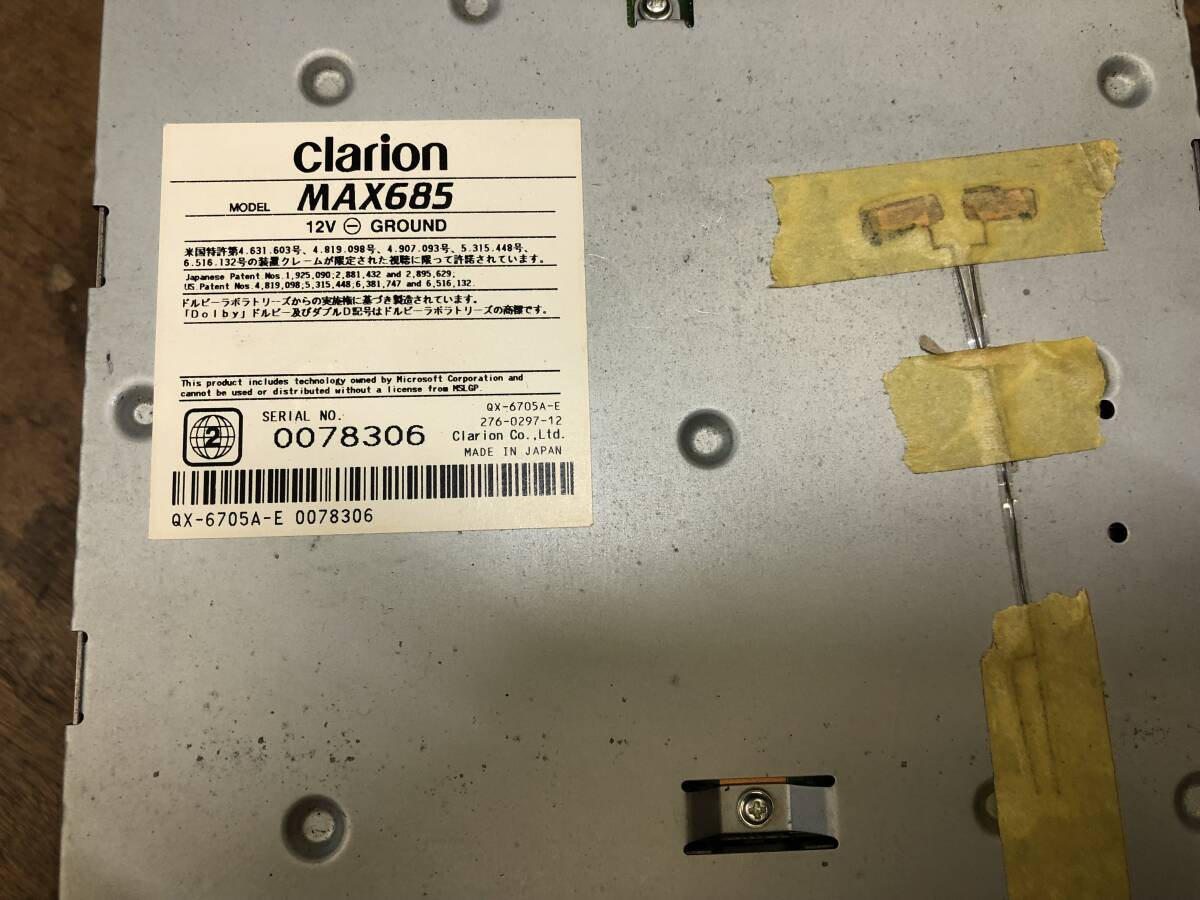 clarion
MODEL MAX685
12V ⊖ GROUND
米国特許第4.631.603号、4.819.098号、4.907.093号、5.315.448号、
6.516.132号の装置クレームが限定された視聴に限って許諾されています。
Japanese Patent Nos.1,925,090;2,881,432 and 2,895,629;
US Patent Nos.4,819,098;5,315,448;6,381,747 and 6,516,132.
ドルビーラボラトリーズからの実施権に基づき製造されています。
「Dolby」ドルビー及びダブルD記号はドルビーラボラトリーズの商標です。
This product includes technology owned by Microsoft Corporation and
cannot be used or distributed without a license from MSLGP.
2
SERIAL NO.
0078306
QX-6705A-E
276-0297-12
Clarion Co.,Ltd.
MADE IN JAPAN
QX-6705A-E 0078306